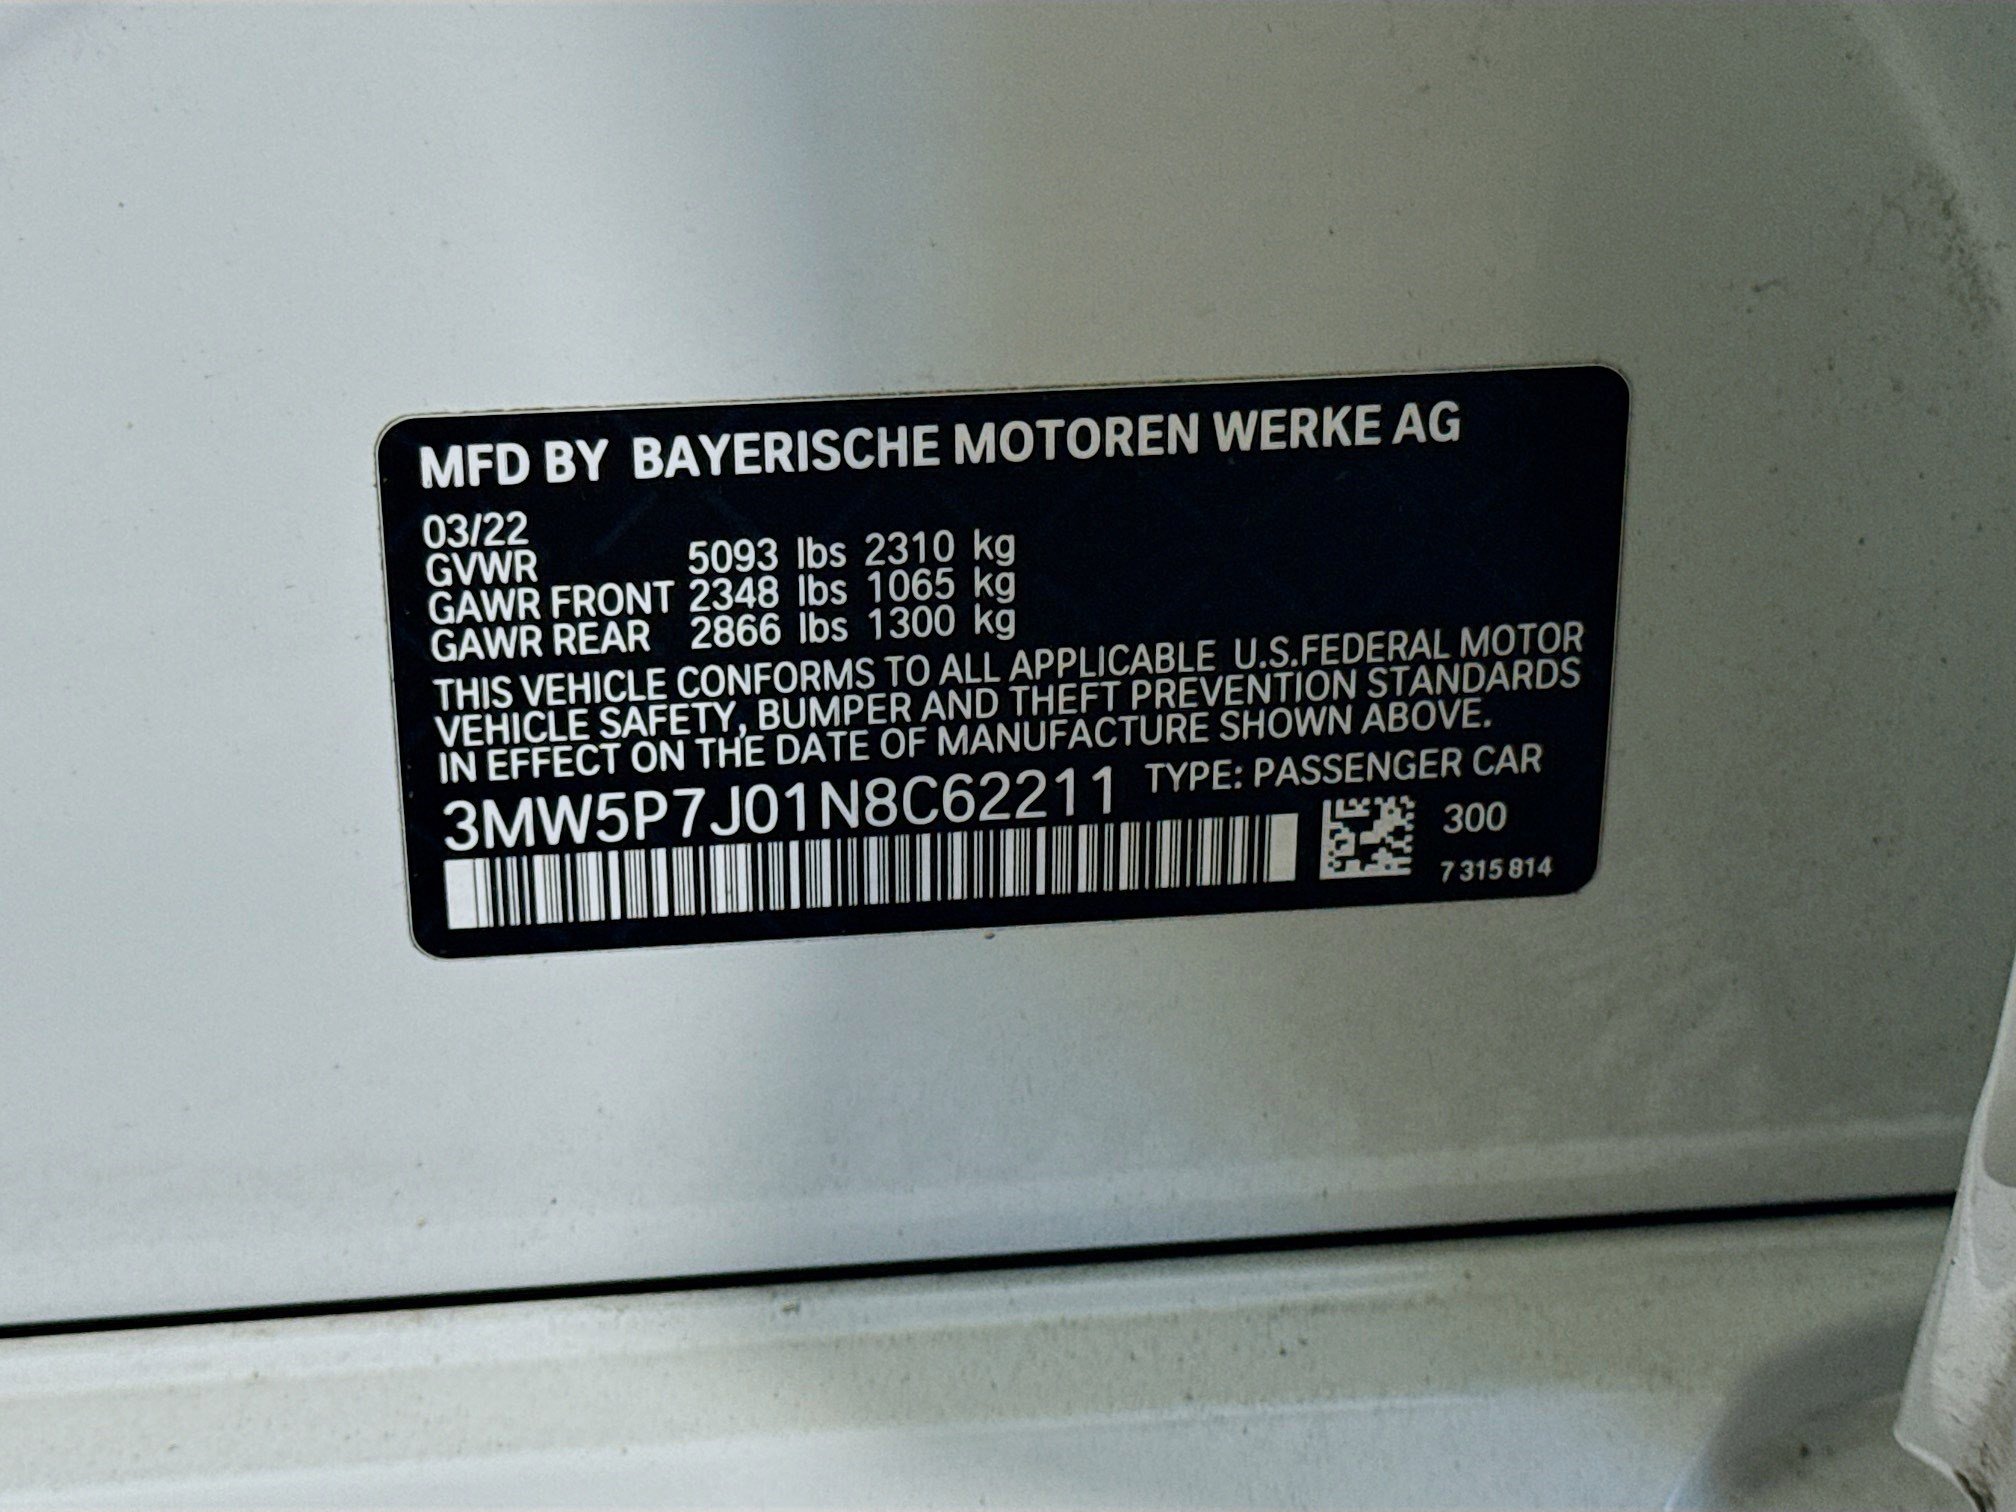 MFD BY BAYERISCHE MOTOREN WERKE AG
03/22
GVWR 5093 lbs 2310 kg
GAWR FRONT 2348 lbs 1065 kg
GAWR REAR 2866 lbs 1300 kg
THIS VEHICLE CONFORMS TO ALL APPLICABLE U.S.FEDERAL MOTOR
VEHICLE SAFETY, BUMPER AND THEFT PREVENTION STANDARDS
IN EFFECT ON THE DATE OF MANUFACTURE SHOWN ABOVE.
3MW5P7J01N8C62211 TYPE: PASSENGER CAR
300
7 315 814